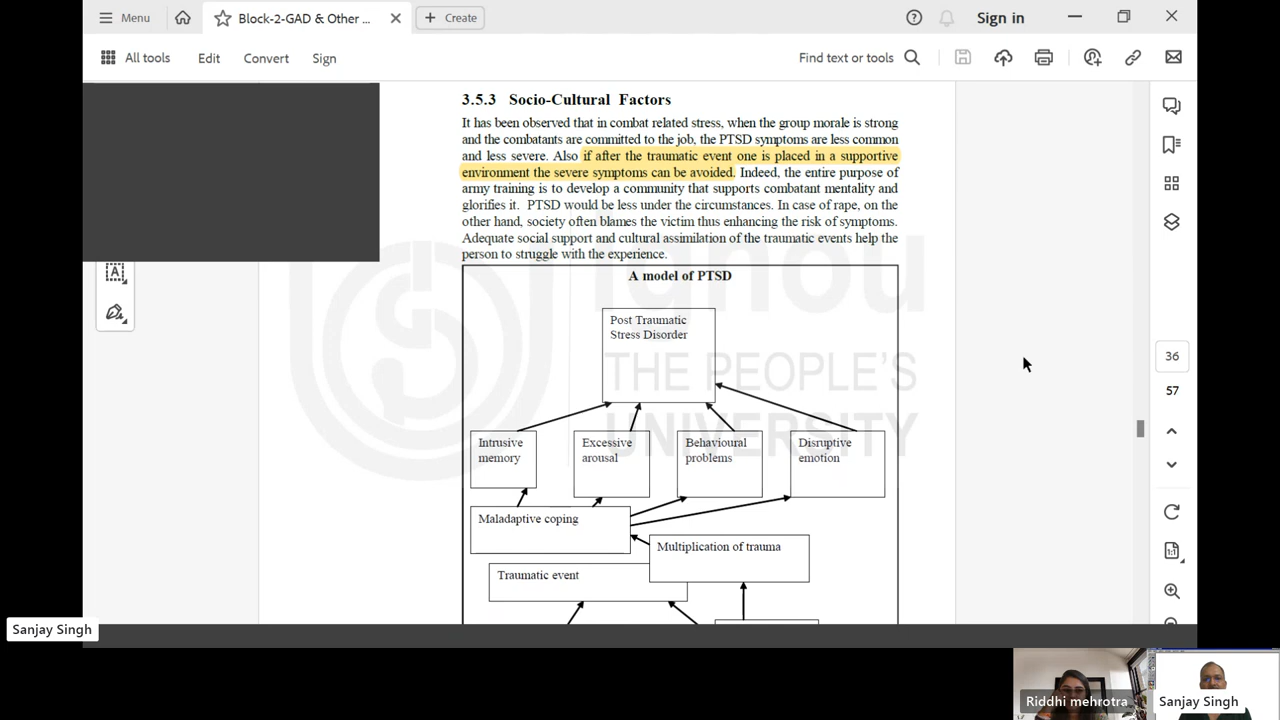 Menu
Block-2-GAD & Other ...
Create
Sign in
All tools
Edit
Convert
Sign
Find text or tools
3.5.3 Socio-Cultural Factors
It has been observed that in combat related stress, when the group morale is strong
and the combatants are committed to the job, the PTSD symptoms are less common
and less severe. Also if after the traumatic event one is placed in a supportive
environment the severe symptoms can be avoided. Indeed, the entire purpose of
army training is to develop a community that supports combatant mentality and
glorifies it. PTSD would be less under the circumstances. In case of rape, on the
other hand, society often blames the victim thus enhancing the risk of symptoms.
Adequate social support and cultural assimilation of the traumatic events help the
person to struggle with the experience.
A model of PTSD
ignou
THE PEOPLE'S
UNIVERSITY
Post Traumatic
Stress Disorder
Intrusive
memory
Excessive
arousal
Behavioural
problems
Disruptive
emotion
Maladaptive coping
Multiplication of trauma
Traumatic event
36
57
1:1
Sanjay Singh
Riddhi mehrotra
Sanjay Singh